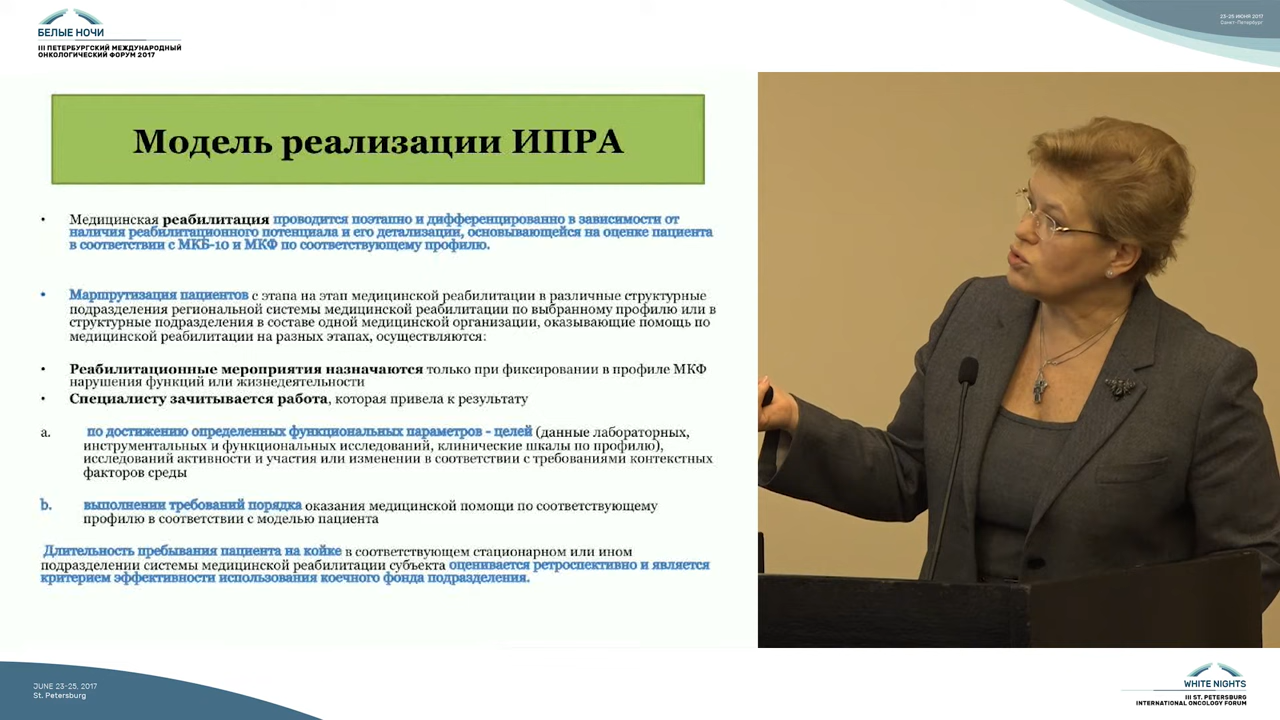 БЕЛЫЕ НОЧИ
III ПЕТЕРБУРГСКИЙ МЕЖДУНАРОДНЫЙ
ОНКОЛОГИЧЕСКИЙ ФОРУМ 2017
23-25 ИЮНЯ 2017
Санкт-Петербург
Модель реализации ИПРА
• Медицинская реабилитация проводится поэтапно и дифференцированно в зависимости от
наличия реабилитационного потенциала и его детализации, основывающейся на оценке пациента
в соответствии с МКБ-10 и МКФ по соответствующему профилю.
• Маршрутизация пациентов с этапа на этап медицинской реабилитации в различные структурные
подразделения региональной системы медицинской реабилитации по выбранному профилю или в
структурные подразделения в составе одной медицинской организации, оказывающие помощь по
медицинской реабилитации на разных этапах, осуществляются:
• Реабилитационные мероприятия назначаются только при фиксировании в профиле МКФ
нарушения функций или жизнедеятельности
• Специалисту зачитывается работа, которая привела к результату
a. по достижению определенных функциональных параметров - целей (данные лабораторных,
инструментальных и функциональных исследований, клинические шкалы по профилю),
исследований активности и участия или изменении в соответствии с требованиями контекстных
факторов среды
b. выполнении требований порядка оказания медицинской помощи по соответствующему
профилю в соответствии с моделью пациента
Длительность пребывания пациента на койке в соответствующем стационарном или ином
подразделении системы медицинской реабилитации субъекта оценивается ретроспективно и является
критерием эффективности использования коечного фонда подразделения.
JUNE 23-25, 2017
St. Petersburg
WHITE NIGHTS
III ST. PETERSBURG
INTERNATIONAL ONCOLOGY FORUM